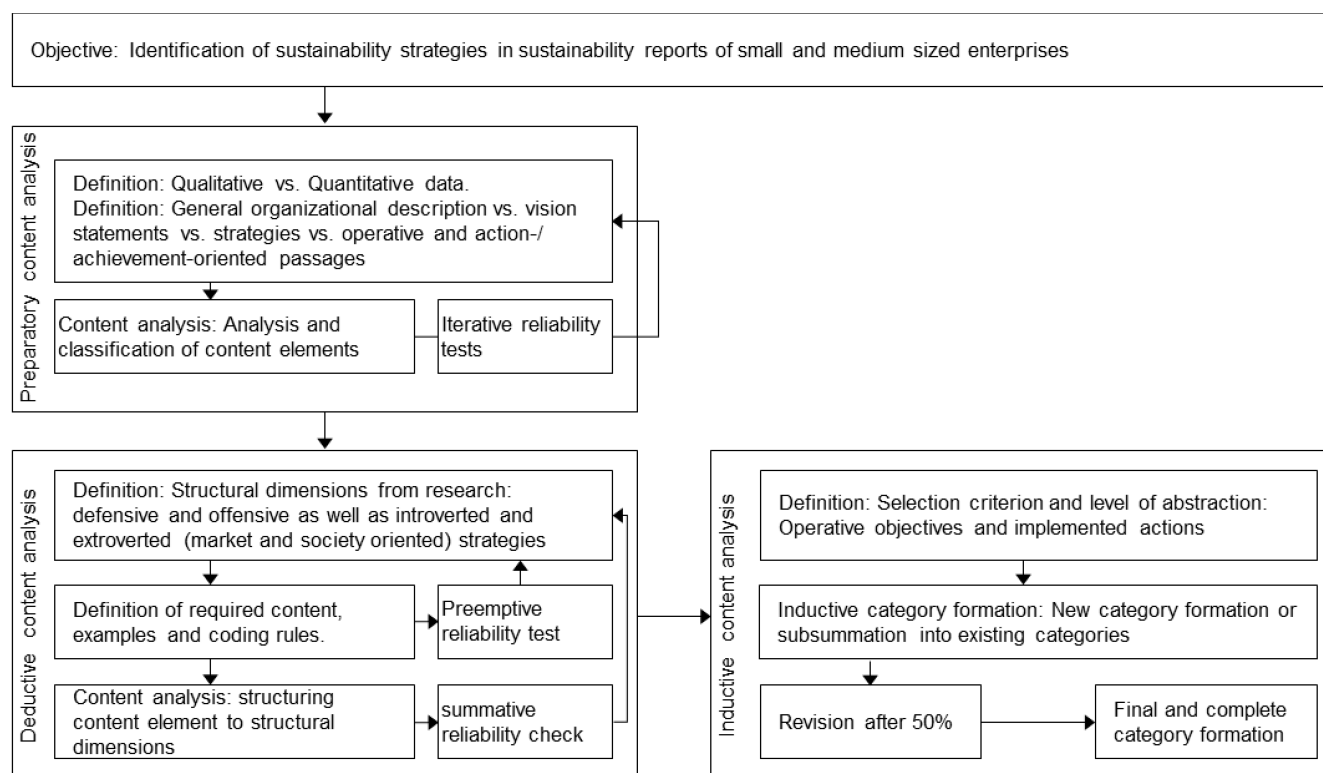 Objective: Identification of sustainability strategies in sustainability reports of small and medium sized enterprises
Preparatory content analysis
Definition: Qualitative vs. Quantitative data.
Definition: General organizational description vs. vision
statements vs. strategies vs. operative and action-/
achievement-oriented passages
Content analysis: Analysis and
classification of content elements
Iterative reliability
tests
Deductive content analysis
Definition: Structural dimensions from research:
defensive and offensive as well as introverted and
extroverted (market and society oriented) strategies
Definition of required content,
examples and coding rules.
Preemptive
reliability test
Content analysis: structuring
content element to structural
dimensions
summative
reliability check
Inductive content analysis
Definition: Selection criterion and level of abstraction:
Operative objectives and implemented actions
Inductive category formation: New category formation or
subsummation into existing categories
Revision after 50%
Final and complete
category formation